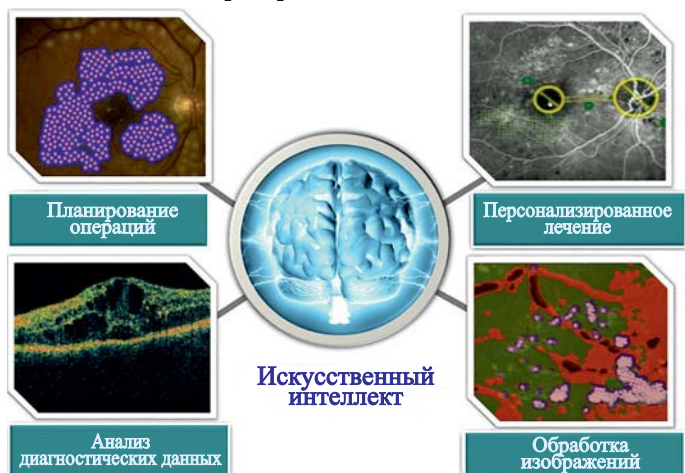 Планирование
операций
Персонализированное
лечение
Искусственный
интеллект
Анализ
диагностических данных
Обработка
изображений